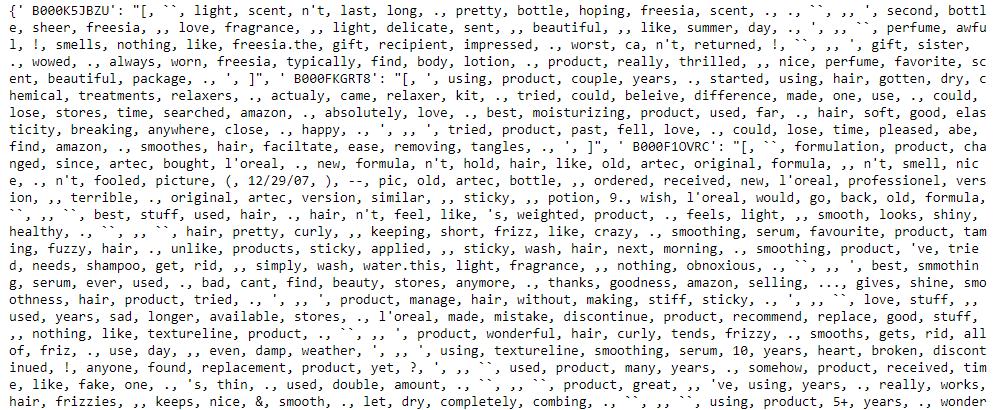 {' B000K5JBZU': "[, ``, light, scent, n't, last, long, ., pretty, bottle, hoping, freesia, scent, ., ., ``, ,, ', second, bottl
e, sheer, freesia, ,, love, fragrance, ,, light, delicate, sent, ,, beautiful, ,, like, summer, day, ., ', ,, ``, perfume, awfu
l, !, smells, nothing, like, freesia.the, gift, recipient, impressed, ., worst, ca, n't, returned, !, ``, ,, ', gift, sister,
., wowed, ., always, worn, freesia, typically, find, body, lotion, ., product, really, thrilled, ,, nice, perfume, favorite, sc
ent, beautiful, package, ., ', ]", ' B000FKGRT8': "[, ', using, product, couple, years, ., started, using, hair, gotten, dry, c
hemical, treatments, relaxers, ., actualy, came, relaxer, kit, ., tried, could, beleive, difference, made, one, use, ., could,
lose, stores, time, searched, amazon, ., absolutely, love, ., best, moisturizing, product, used, far, ., hair, soft, good, elas
ticity, breaking, anywhere, close, ., happy, ., ', ,, ', tried, product, past, fell, love, ., could, lose, time, pleased, abe,
find, amazon, ., smoothes, hair, faciltate, ease, removing, tangles, ., ', ]", ' B000F1OVRC': "[, ``, formulation, product, cha
nged, since, artec, bought, l'oreal, ., new, formula, n't, hold, hair, like, old, artec, original, formula, ,, n't, smell, nic
e, ., n't, fooled, picture, (, 12/29/07, ), --, pic, old, artec, bottle, ,, ordered, received, new, l'oreal, professionel, vers
ion, ,, terrible, ., original, artec, version, similar, ,, sticky, ,, potion, 9., wish, l'oreal, would, go, back, old, formula,
``, ,, ``, best, stuff, used, hair, ., hair, n't, feel, like, 's, weighted, product, ., feels, light, ,, smooth, looks, shiny,
healthy, ., ``, ,, ``, hair, pretty, curly, ,, keeping, short, frizz, like, crazy, ., smoothing, serum, favourite, product, tam
ing, fuzzy, hair, ., unlike, products, sticky, applied, ,, sticky, wash, hair, next, morning, ., smoothing, product, 've, trie
d, needs, shampoo, get, rid, ,, simply, wash, water.this, light, fragrance, ,, nothing, obnoxious, ., ``, ,, ', best, smmothin
g, serum, ever, used, ., bad, cant, find, beauty, stores, anymore, ., thanks, goodness, amazon, selling, ..., gives, shine, smo
othness, hair, product, tried, ., ', ,, ', product, manage, hair, without, making, stiff, sticky, ., ', ,, ``, love, stuff, ,,
used, years, sad, longer, available, stores, ., l'oreal, made, mistake, discontinue, product, recommend, replace, good, stuff,
,, nothing, like, textureline, product, ., ``, ,, ', product, wonderful, hair, curly, tends, frizzy, ., smooths, gets, rid, all
of, friz, ., use, day, ,, even, damp, weather, ', ,, ', using, textureline, smoothing, serum, 10, years, heart, broken, discont
inued, !, anyone, found, replacement, product, yet, ?, ', ,, ``, used, product, many, years, ., somehow, product, received, tim
e, like, fake, one, ., 's, thin, ., used, double, amount, ., ``, ,, ``, product, great, ,, 've, using, years, ., really, works,
hair, frizzies, ,, keeps, nice, &, smooth, ., let, dry, completely, combing, ., ``, ,, ``, using, product, 5+, years, ., wonder